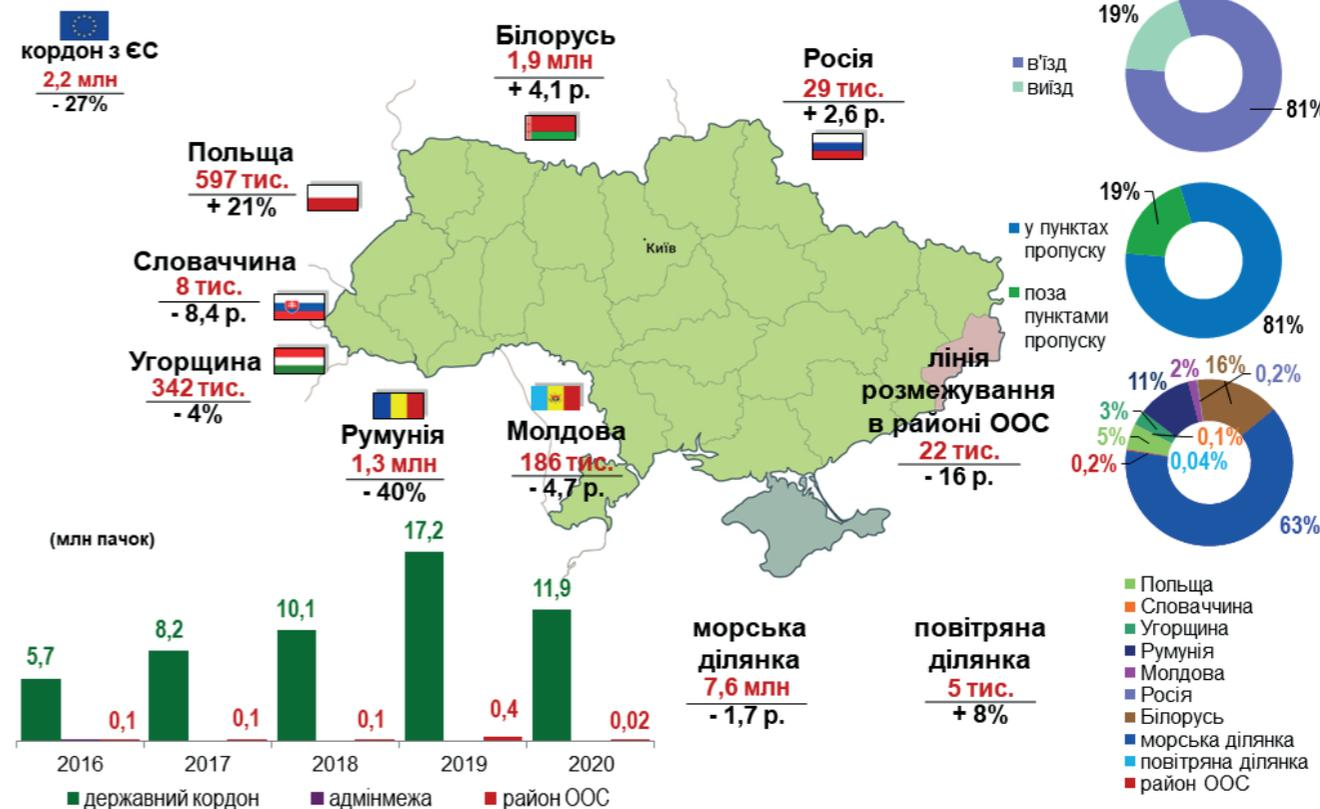 кордон з ЄС
2,2 млн
- 27%
Білорусь
1,9 млн
+ 4,1 р.
Росія
29 тис.
+ 2,6 р.
Польща
597 тис.
+ 21%
Словаччина
8 тис.
- 8,4 р.
Угорщина
342 тис.
- 4%
Румунія
1,3 млн
- 40%
Молдова
186 тис.
- 4,7 р.
Київ
лінія
розмежування
в районі ООС
22 тис.
- 16 р.
морська
ділянка
7,6 млн
- 1,7 р.
повітряна
ділянка
5 тис.
+ 8%
19%
в'їзд
виїзд
81%
19%
у пунктах
пропуску
поза
пунктами
пропуску
81%
11%
2%
16%
0,2%
3%
5%
0,1%
0,2%
0,04%
63%
Польща
Словаччина
Угорщина
Румунія
Молдова
Росія
Білорусь
морська ділянка
повітряна ділянка
район ООС
(млн пачок)
5,7
0,1
8,2
0,1
10,1
0,1
17,2
0,4
11,9
0,02
2016
2017
2018
2019
2020
державний кордон
адмінмежа
район ООС